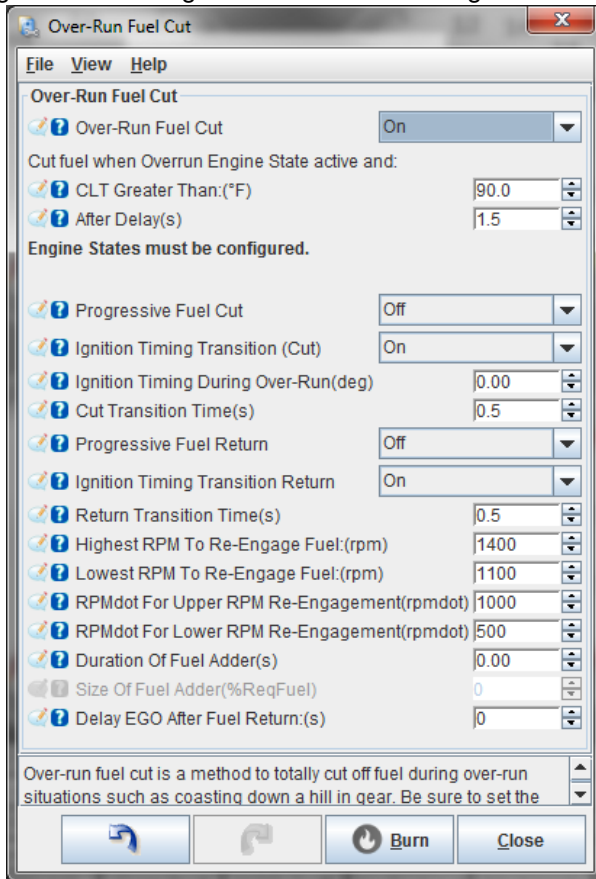 Over-Run Fuel Cut
File View Help
Over-Run Fuel Cut
Over-Run Fuel Cut On
Cut fuel when Overrun Engine State active and:
CLT Greater Than:(°F) 90.0
After Delay(s) 1.5
Engine States must be configured.
Progressive Fuel Cut Off
Ignition Timing Transition (Cut) On
Ignition Timing During Over-Run(deg) 0.00
Cut Transition Time(s) 0.5
Progressive Fuel Return Off
Ignition Timing Transition Return On
Return Transition Time(s) 0.5
Highest RPM To Re-Engage Fuel:(rpm) 1400
Lowest RPM To Re-Engage Fuel:(rpm) 1100
RPMdot For Upper RPM Re-Engagement(rpmdot) 1000
RPMdot For Lower RPM Re-Engagement(rpmdot) 500
Duration Of Fuel Adder(s) 0.00
Size Of Fuel Adder(%ReqFuel) 0
Delay EGO After Fuel Return:(s) 0
Over-run fuel cut is a method to totally cut off fuel during over-run
situations such as coasting down a hill in gear. Be sure to set the
Burn Close